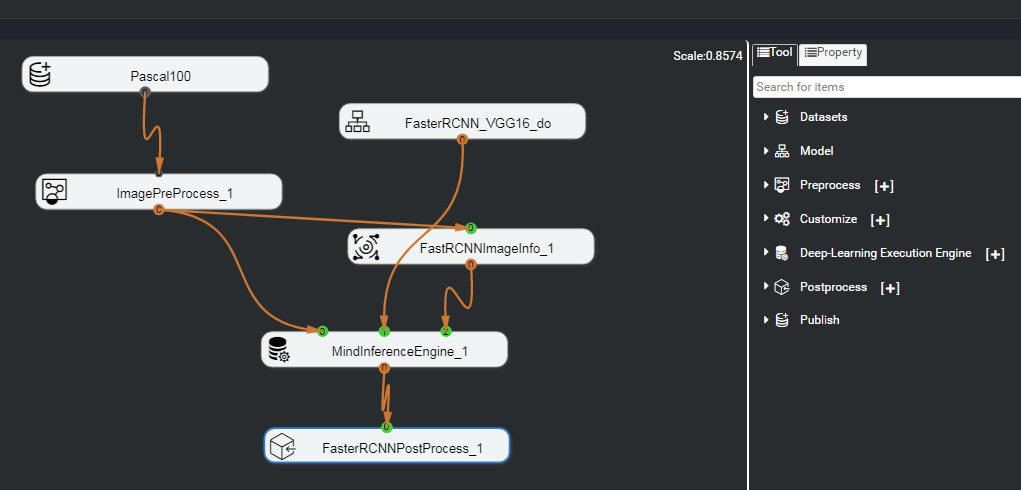 Scale:0.8574
Tool
Property
Search for items
Pascal100
FasterRCNN_VGG16_do
ImagePreProcess_1
FastRCNNImageInfo_1
MindInferenceEngine_1
FasterRCNNPostProcess_1
Datasets
Model
Preprocess [+]
Customize [+]
Deep-Learning Execution Engine [+]
Postprocess [+]
Publish